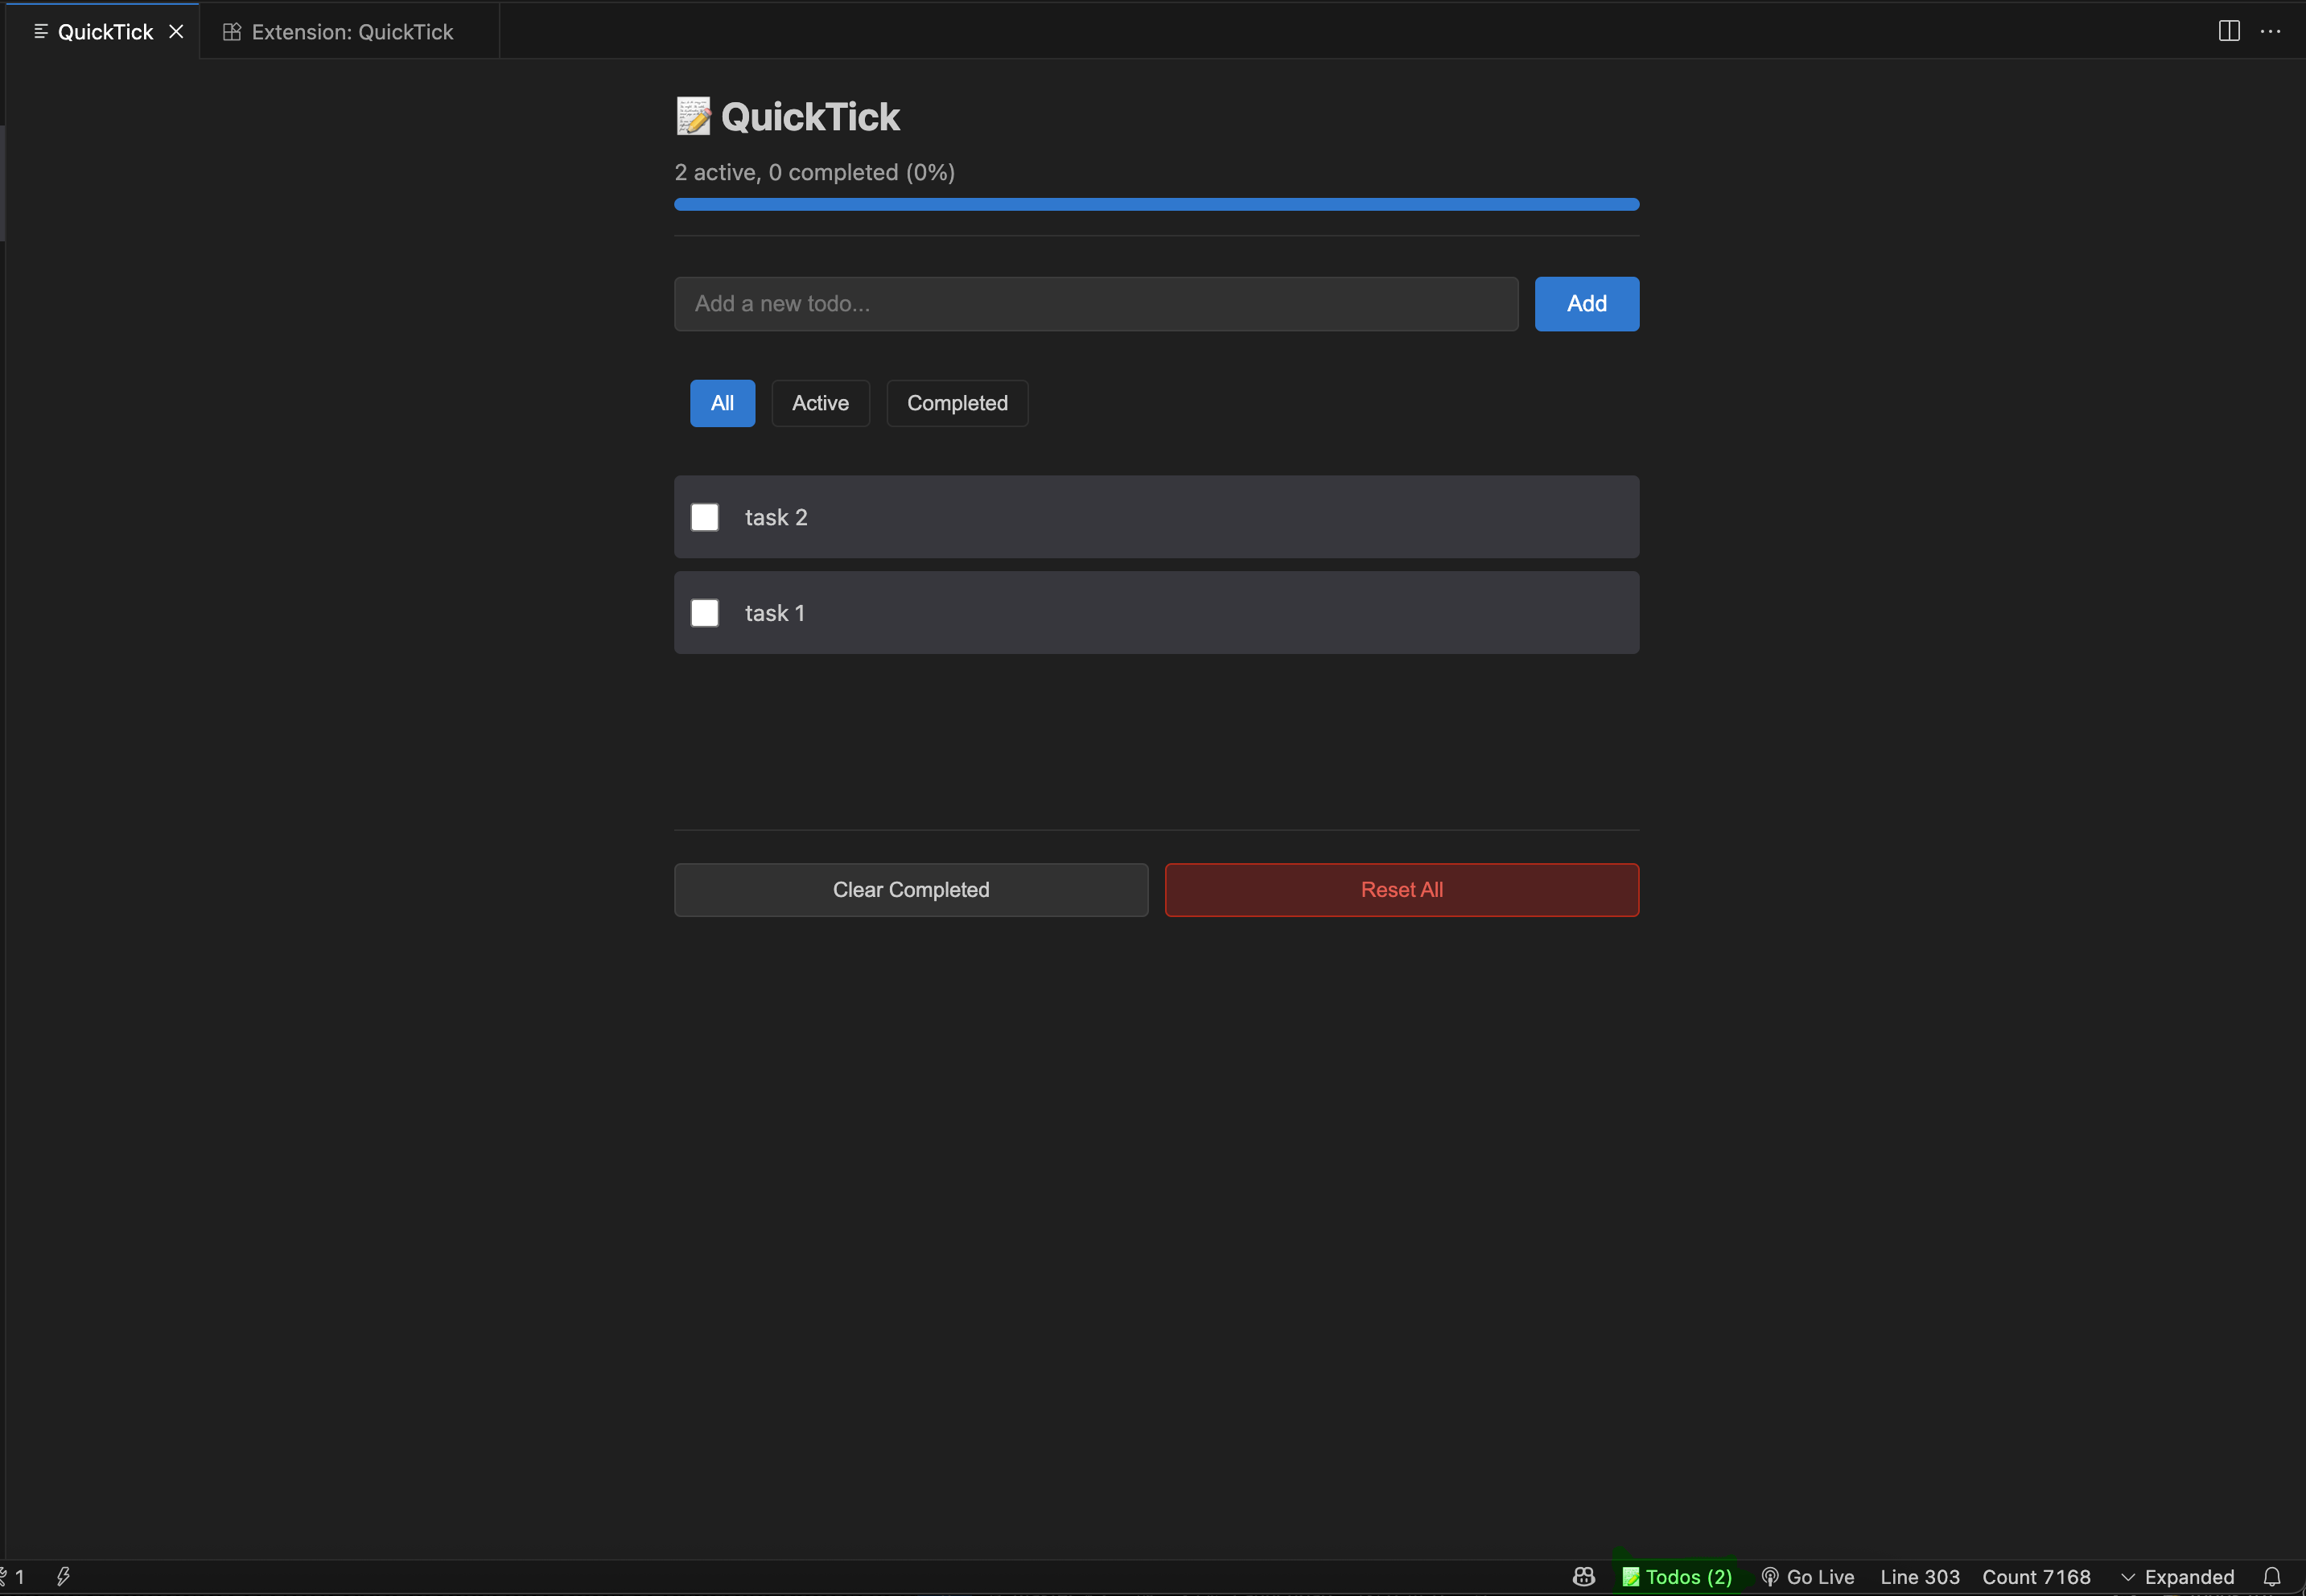 QuickTick
Extension: QuickTick
QuickTick
2 active, 0 completed (0%)
Add a new todo...
Add
All
Active
Completed
task 2
task 1
Clear Completed
Reset All
1
Todos (2)
Go Live
Line 303
Count 7168
Expanded